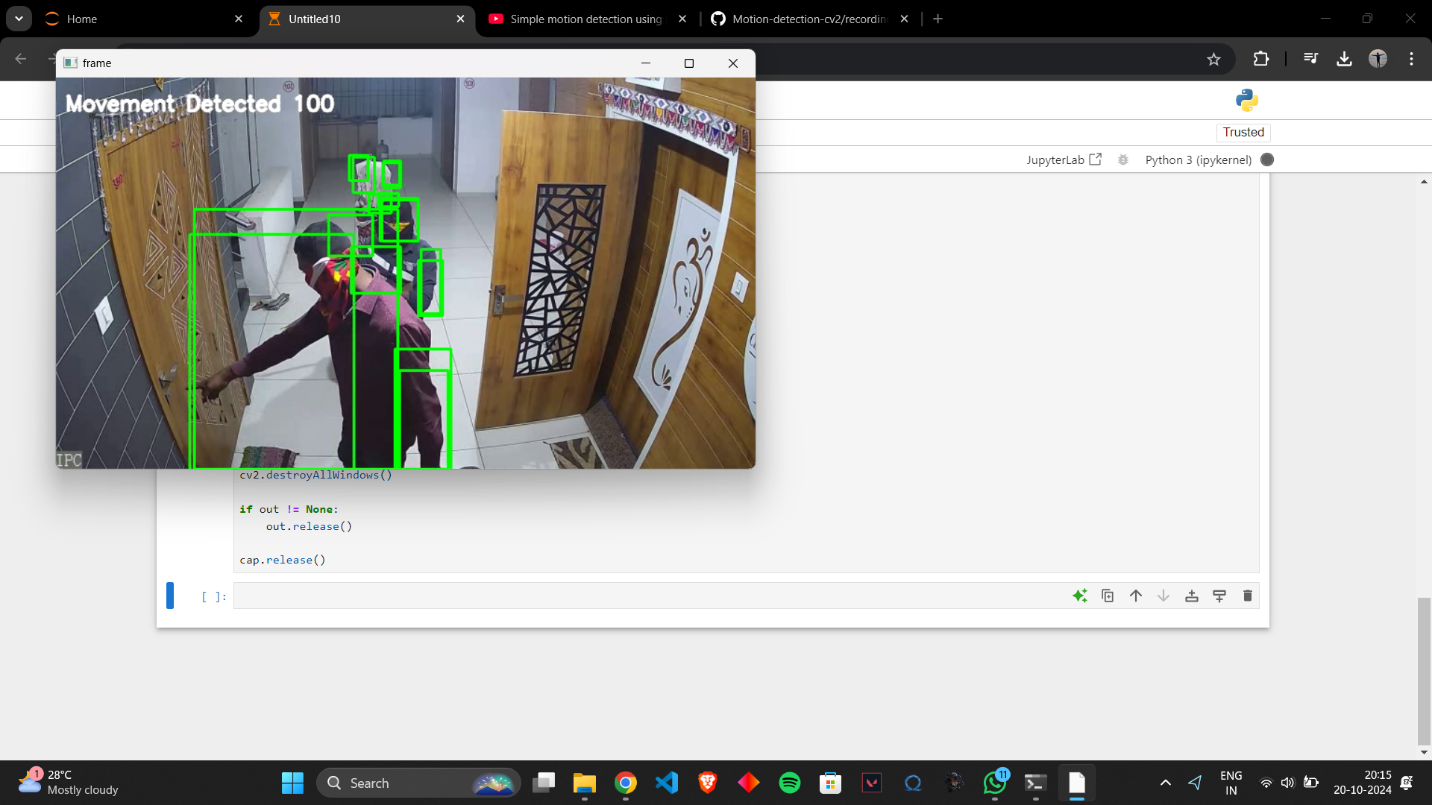 Home
Untitled10
Simple motion detection using
Motion-detection-cv2/recordin
frame
Movement Detected 100
IPC
Trusted
JupyterLab
Python 3 (ipykernel)
cv2.destroyAllWindows()
if out != None:
out.release()
cap.release()
[ ]:
1
28°C
Mostly cloudy
Search
11
ENG
IN
20:15
20-10-2024